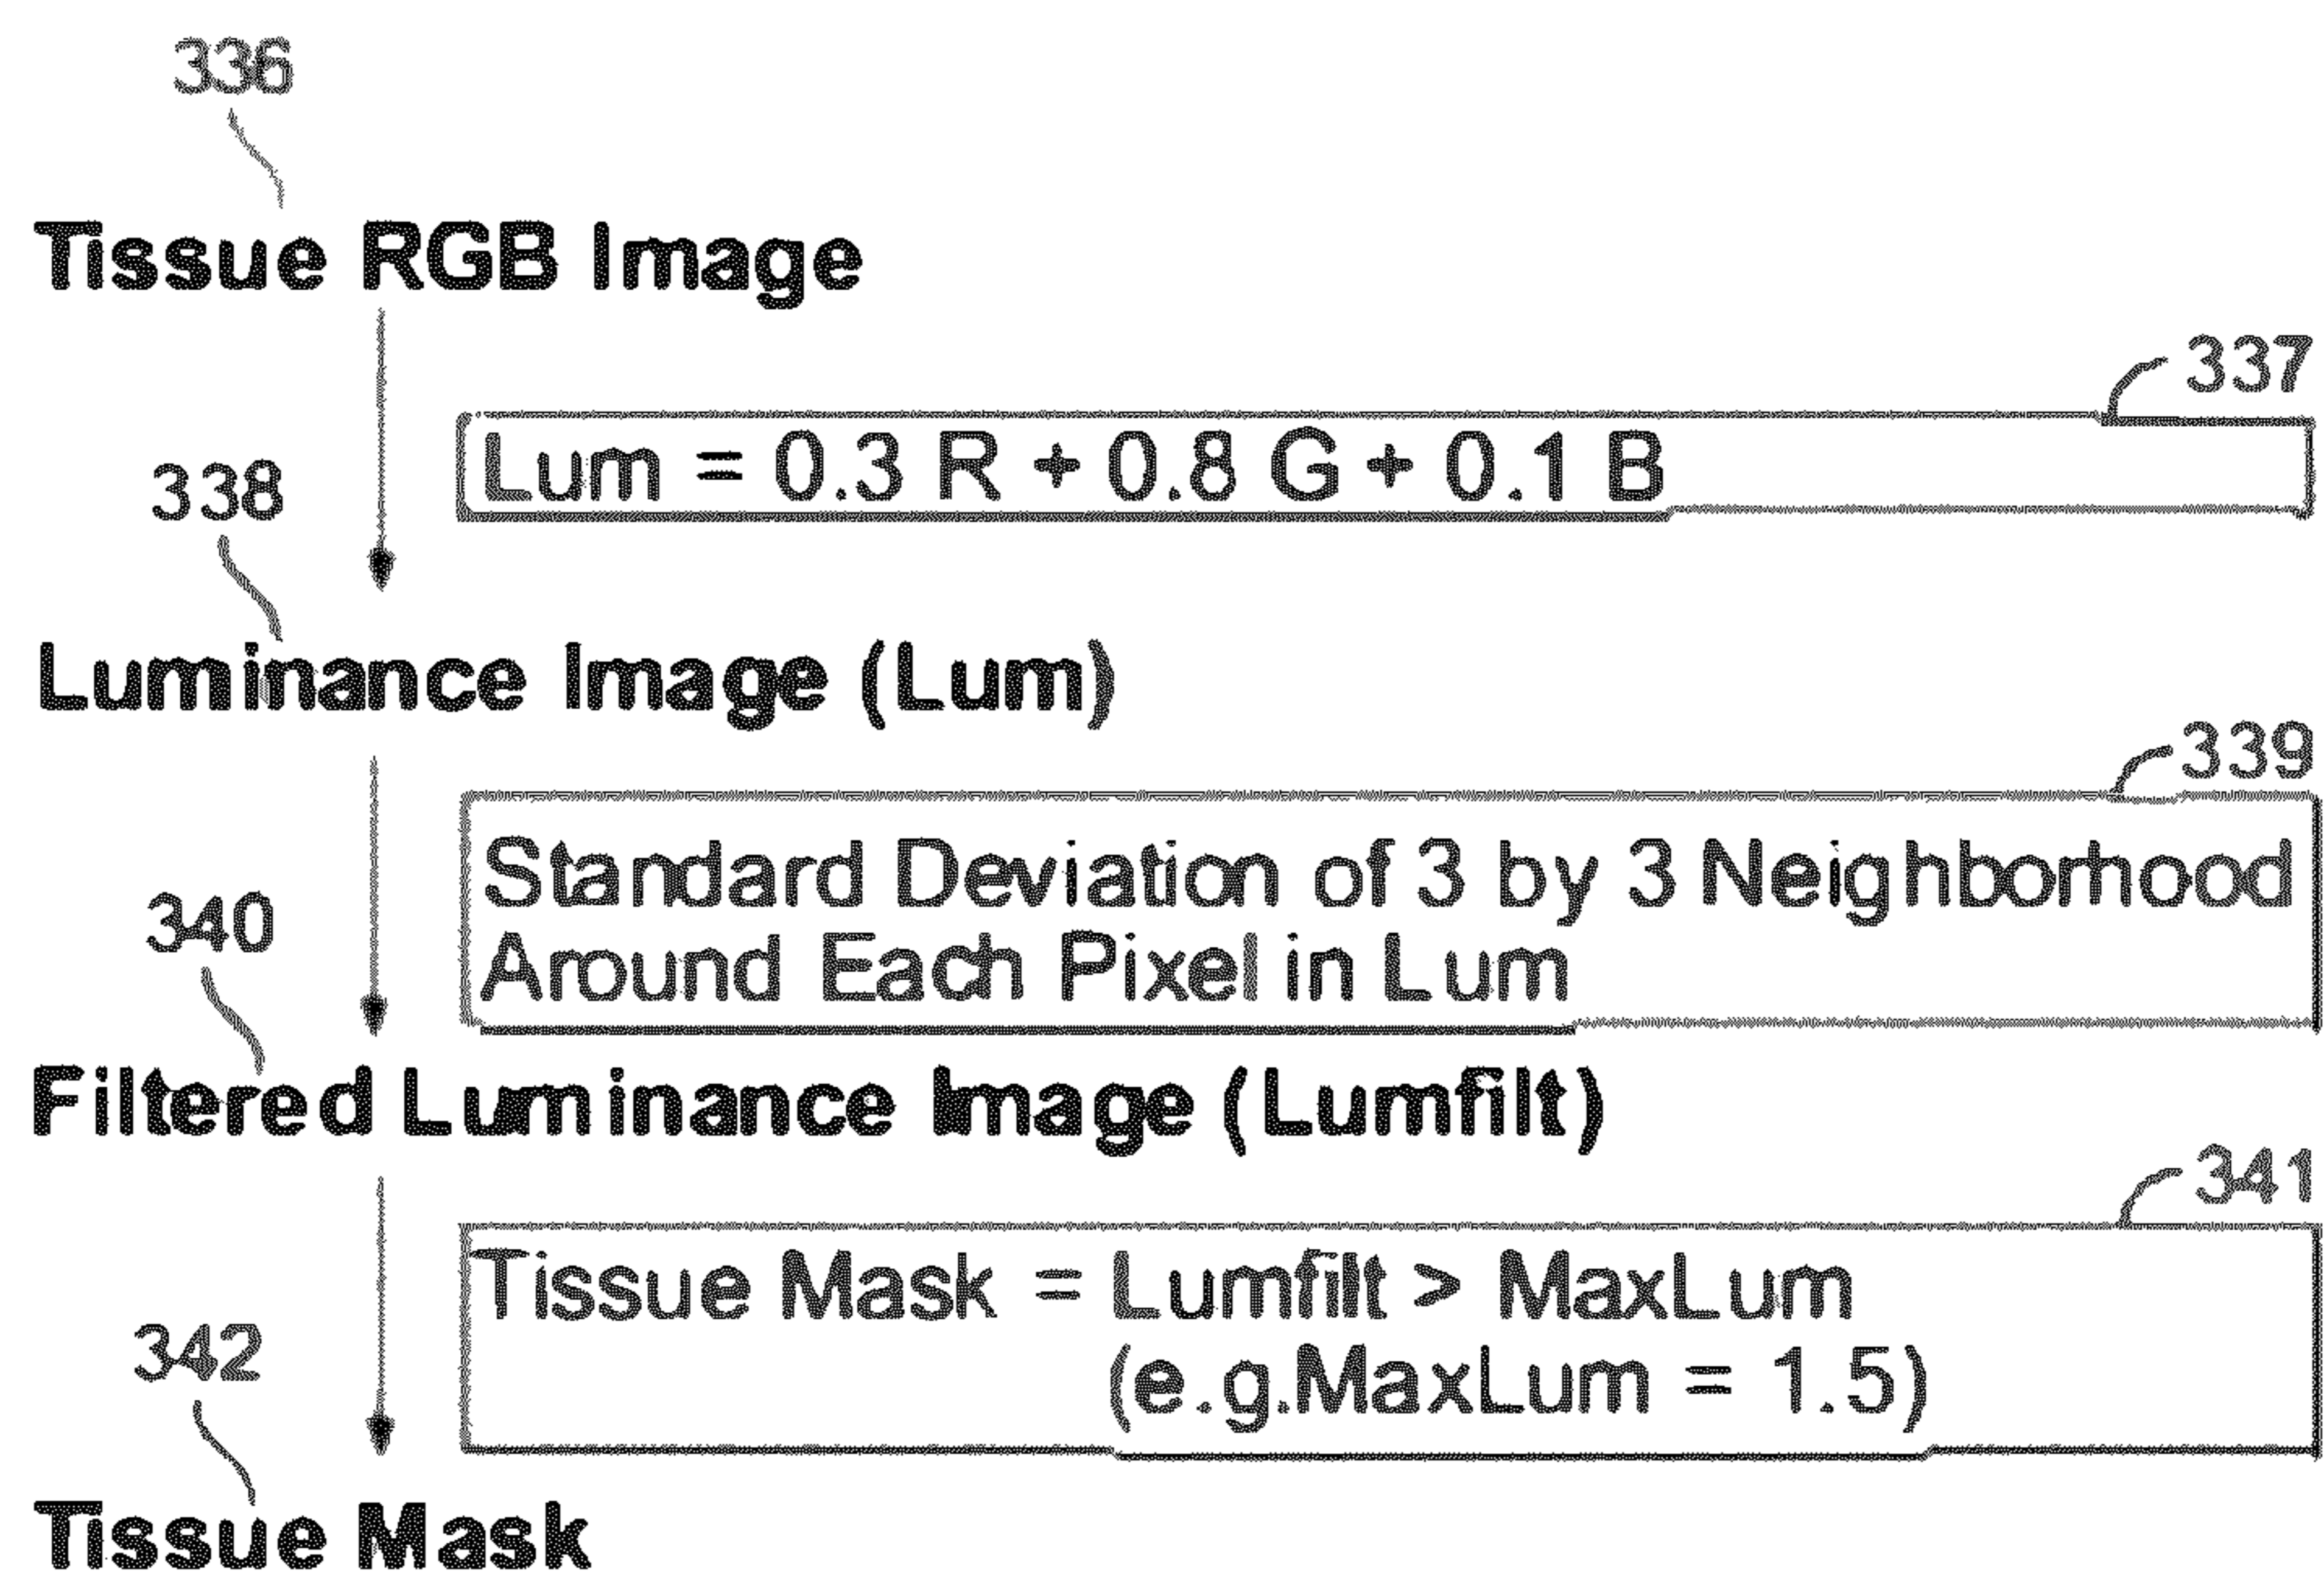 336
Tissue RGB Image
337
Lum = 0.3 R + 0.8 G + 0.1 B
338
Luminance Image (Lum)
339
Standard Deviation of 3 by 3 Neighborhood
Around Each Pixel in Lum
340
Filtered Luminance Image (Lumfilt)
341
Tissue Mask = Lumfilt > MaxLum
(e.g.MaxLum = 1.5)
342
Tissue Mask